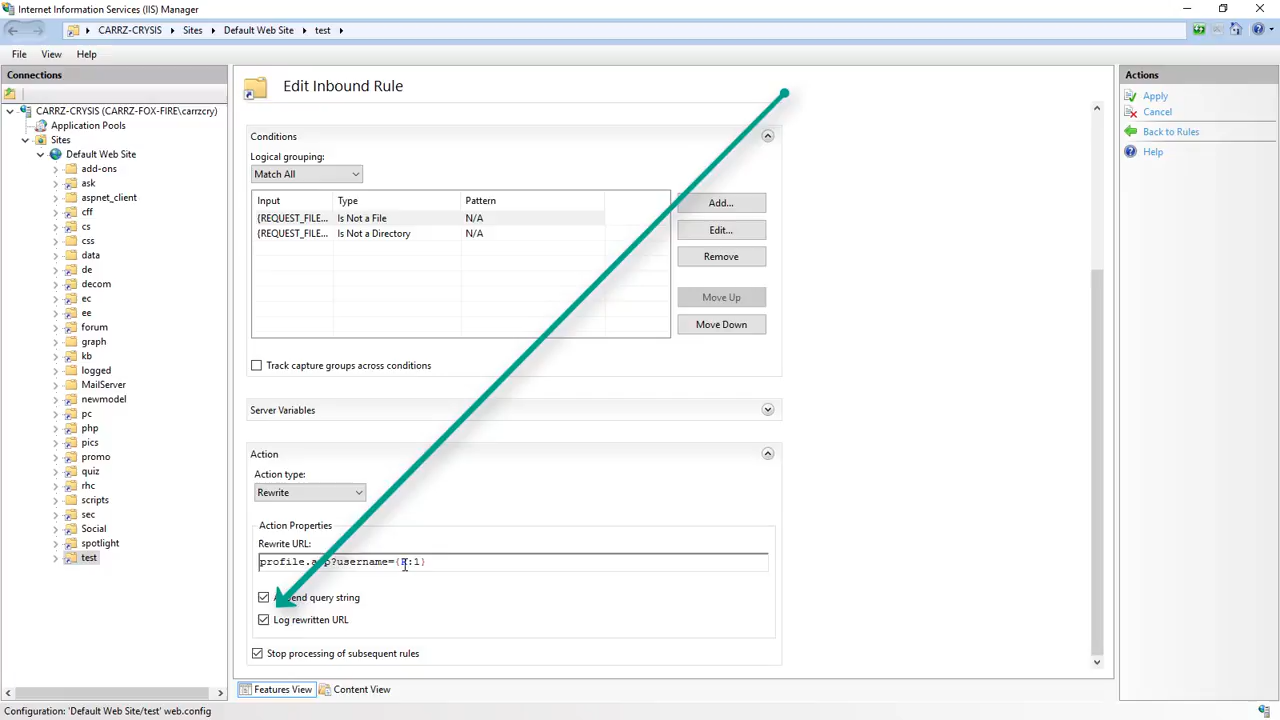 Internet Information Services (IIS) Manager
CARRZ-CRYSIS Sites Default Web Site test
File View Help
Connections
CARRZ-CRYSIS (CARRZ-FOX-FIRE\carrzcry)
Application Pools
Sites
Default Web Site
add-ons
ask
aspnet_client
cff
cs
css
data
de
decom
ec
ee
forum
graph
kb
logged
MailServer
newmodel
pc
php
pics
promo
quiz
rhc
scripts
sec
Social
spotlight
test
Edit Inbound Rule
Conditions
Logical grouping:
Match All
Input Type Pattern
{REQUEST_FILE... Is Not a File N/A
{REQUEST_FILE... Is Not a Directory N/A
Add...
Edit...
Remove
Move Up
Move Down
Track capture groups across conditions
Server Variables
Action
Action type:
Rewrite
Action Properties
Rewrite URL:
profile.asp?username={R:1}
Append query string
Log rewritten URL
Stop processing of subsequent rules
Features View Content View
Actions
Apply
Cancel
Back to Rules
Help
Configuration: 'Default Web Site/test' web.config